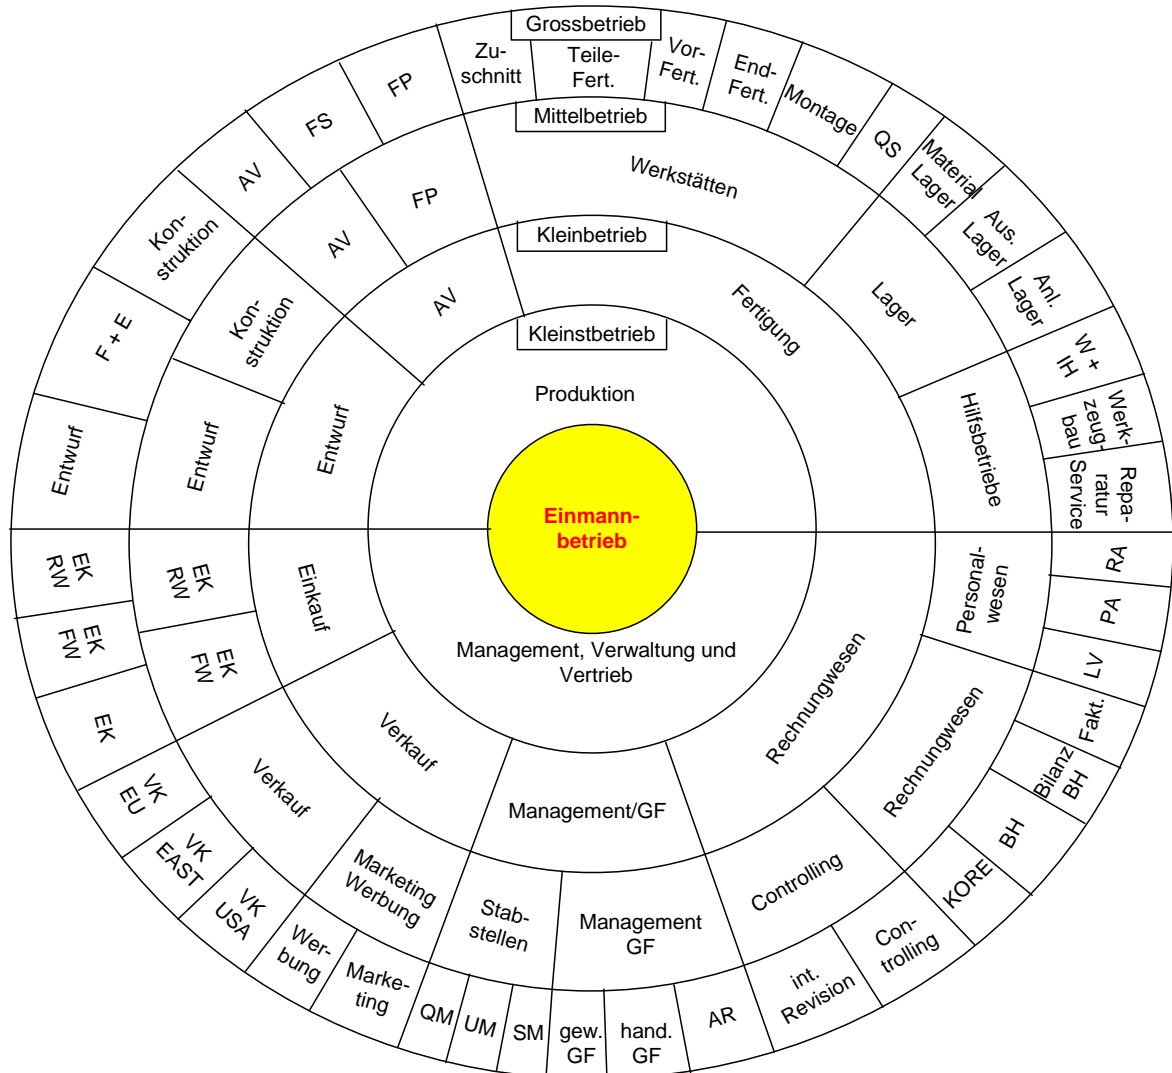 Grossbetrieb
Zu-
schnitt
Teile-
Fert.
Vor-
Fert.
End-
Fert.
Montage
QS
Material
Lager
Aus.
Lager
Anl.
Lager
W +
IH
Werk-
zeug-
bau
Repa-
ratur
Service
RA
PA
LV
Fakt.
Bilanz
BH
BH
KORE
Con-
trolling
int.
Revision
AR
hand.
GF
gew.
GF
SM
UM
QM
Marke-
ting
Wer-
bung
VK
USA
VK
EAST
VK
EU
EK
EK
FW
EK
RW
Entwurf
F + E
Kon-
struktion
AV
FS
FP
Mittelbetrieb
Werkstätten
Lager
Hilfsbetriebe
Personal-
wesen
Rechnungwesen
Controlling
Management
GF
Stab-
stellen
Marketing
Werbung
Verkauf
EK
FW
EK
RW
Entwurf
Kon-
struktion
AV
FP
Kleinbetrieb
Fertigung
Rechnungwesen
Management/GF
Verkauf
Einkauf
Entwurf
AV
Kleinstbetrieb
Produktion
Einmann-
betrieb
Management, Verwaltung und
Vertrieb